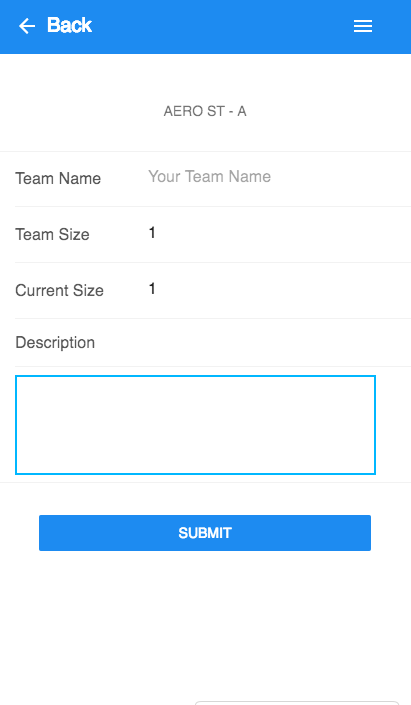 Back
AERO ST - A
Team Name Your Team Name
Team Size 1
Current Size 1
Description
SUBMIT